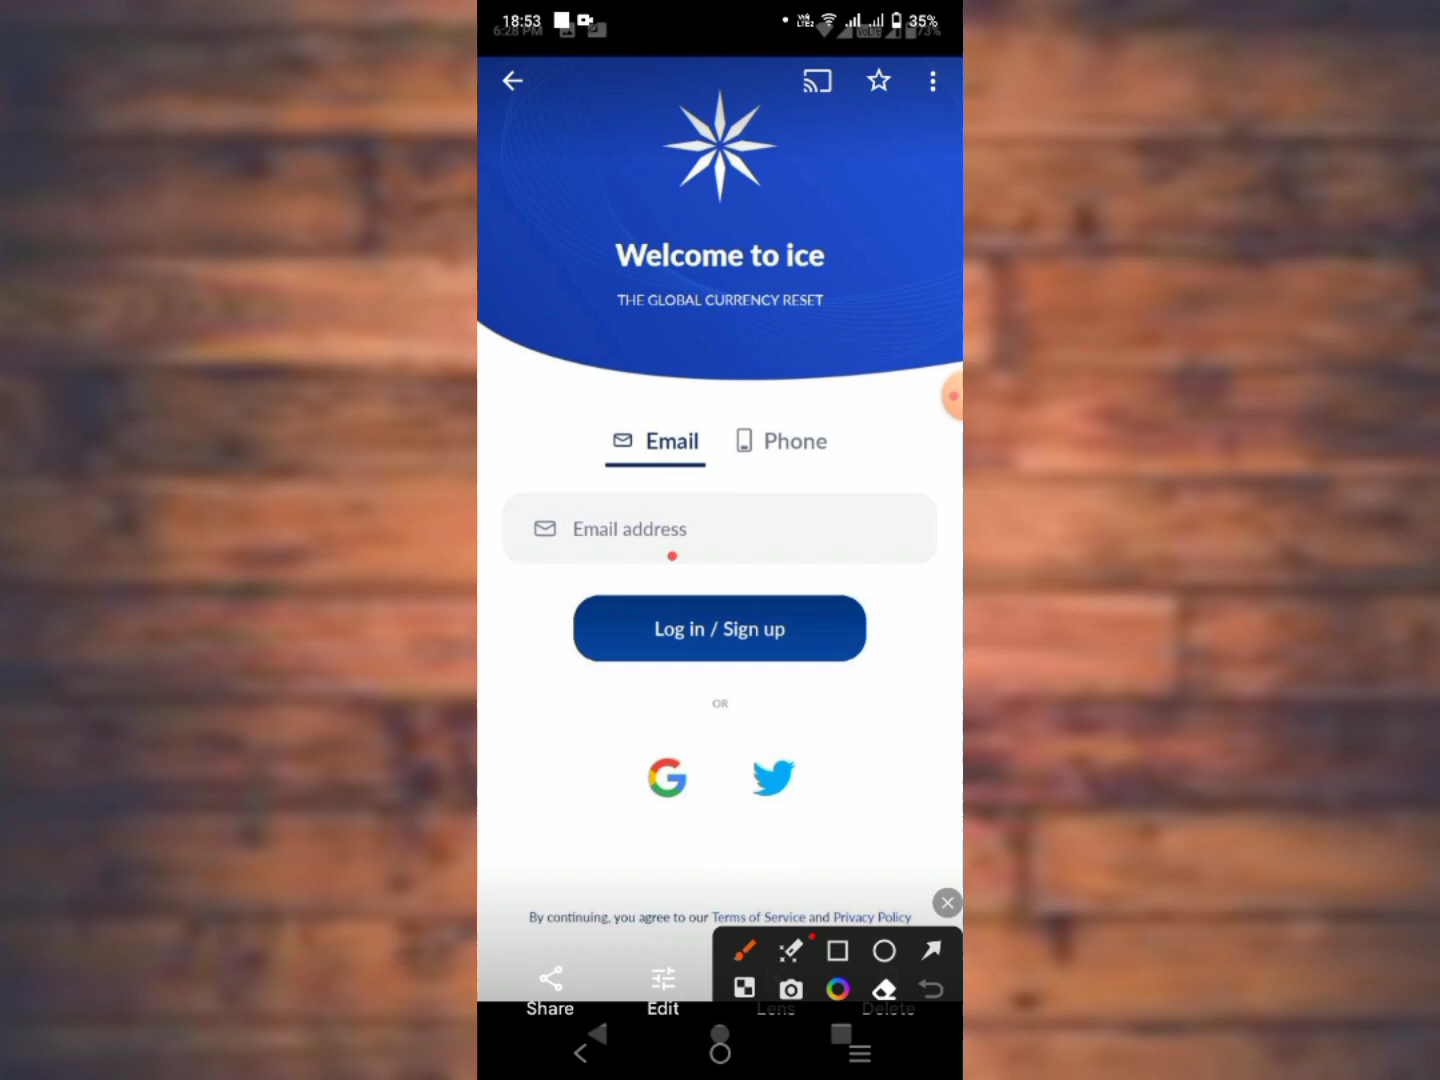 18:53
35%
6:28 PM
73%
Welcome to ice
THE GLOBAL CURRENCY RESET
Email
Phone
Email address
Log in / Sign up
OR
By continuing, you agree to our Terms of Service and Privacy Policy
Share
Edit
Lens
Delete